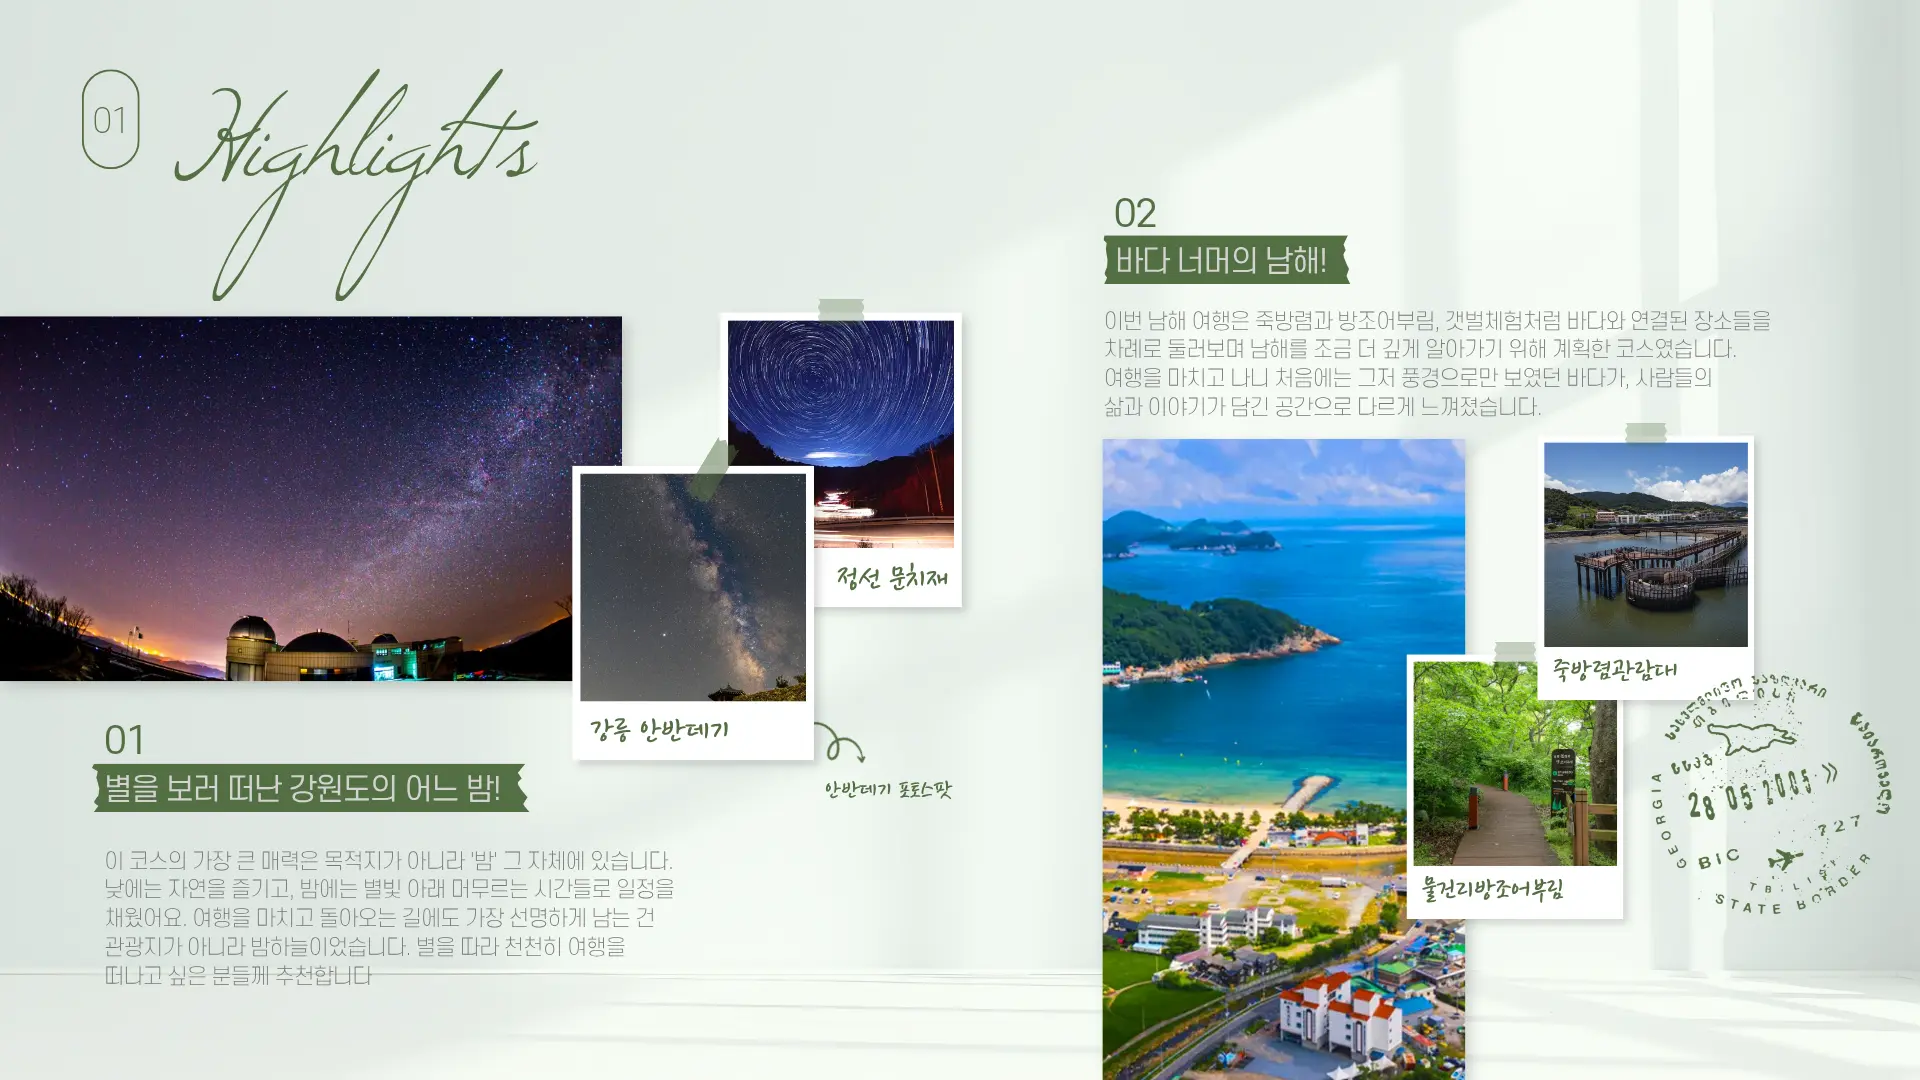 01
Highlights
정선 문치재
강릉 안반데기
안반데기 포토스팟
01
별을 보러 떠난 강원도의 어느 밤!
이 코스의 가장 큰 매력은 목적지가 아니라 '밤' 그 자체에 있습니다.
낮에는 자연을 즐기고, 밤에는 별빛 아래 머무르는 시간들로 일정을
채웠어요. 여행을 마치고 돌아오는 길에도 가장 선명하게 남는 건
관광지가 아니라 밤하늘이었습니다. 별을 따라 천천히 여행을
떠나고 싶은 분들께 추천합니다
02
바다 너머의 남해!
이번 남해 여행은 죽방렴과 방조어부림, 갯벌체험처럼 바다와 연결된 장소들을
차례로 둘러보며 남해를 조금 더 깊게 알아가기 위해 계획한 코스였습니다.
여행을 마치고 나니 처음에는 그저 풍경으로만 보였던 바다가, 사람들의
삶과 이야기가 담긴 공간으로 다르게 느껴졌습니다.
죽방렴관람대
물건리방조어부림
28 05 2005
727
GEORGIA
BIC
TBILISI
STATE BORDER